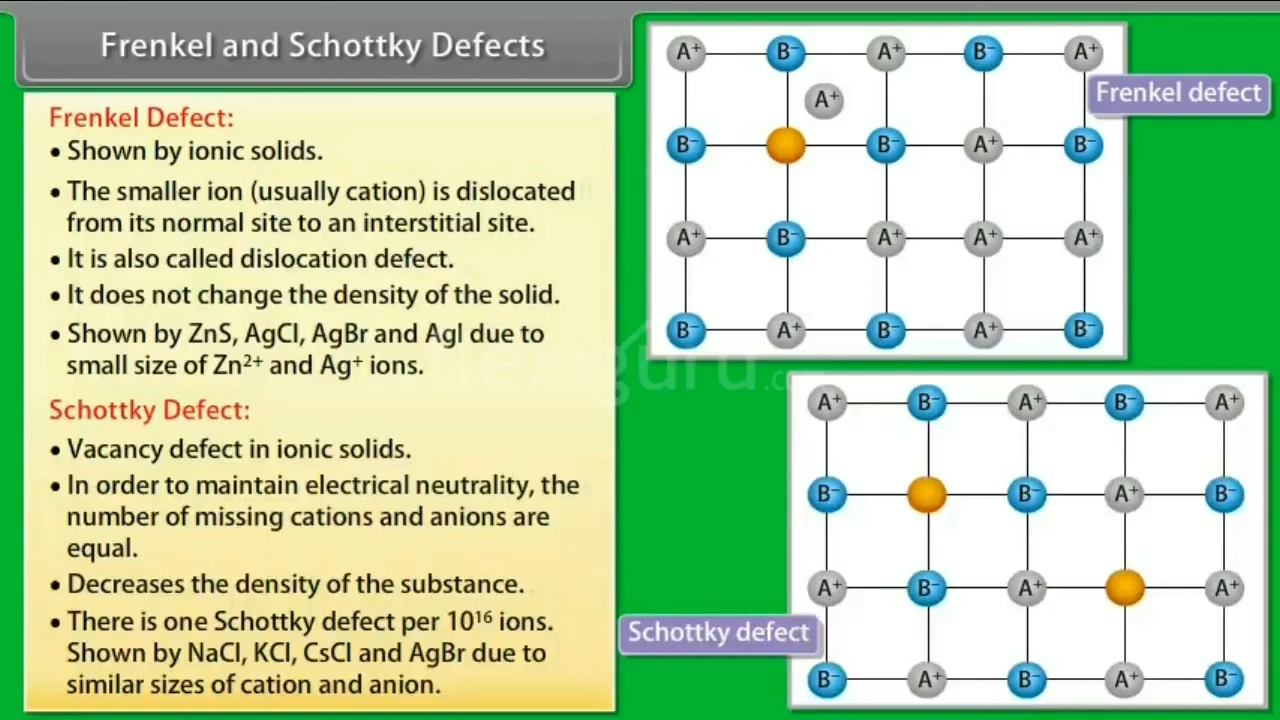 Frenkel and Schottky Defects
Frenkel Defect:
• Shown by ionic solids.
• The smaller ion (usually cation) is dislocated
from its normal site to an interstitial site.
• It is also called dislocation defect.
• It does not change the density of the solid.
• Shown by ZnS, AgCl, AgBr and AgI due to
small size of Zn²⁺ and Ag⁺ ions.
Schottky Defect:
• Vacancy defect in ionic solids.
• In order to maintain electrical neutrality, the
number of missing cations and anions are
equal.
• Decreases the density of the substance.
• There is one Schottky defect per 10¹⁶ ions.
Shown by NaCl, KCl, CsCl and AgBr due to
similar sizes of cation and anion.
A⁺ B⁻ A⁺ B⁻ A⁺
A⁺
B⁻ B⁻ A⁺ B⁻
A⁺ B⁻ A⁺ A⁺ A⁺
B⁻ A⁺ B⁻ A⁺ B⁻
Frenkel defect
A⁺ B⁻ A⁺ B⁻ A⁺
B⁻ B⁻ A⁺ B⁻
A⁺ B⁻ A⁺ A⁺
B⁻ A⁺ B⁻ A⁺ B⁻
Schottky defect